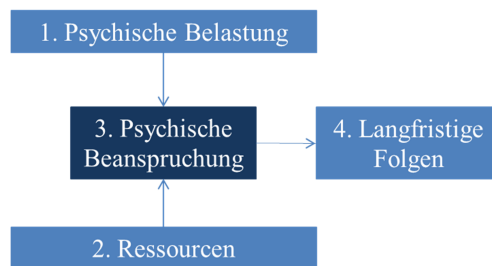 1. Psychische Belastung
3. Psychische
Beanspruchung
4. Langfristige
Folgen
2. Ressourcen